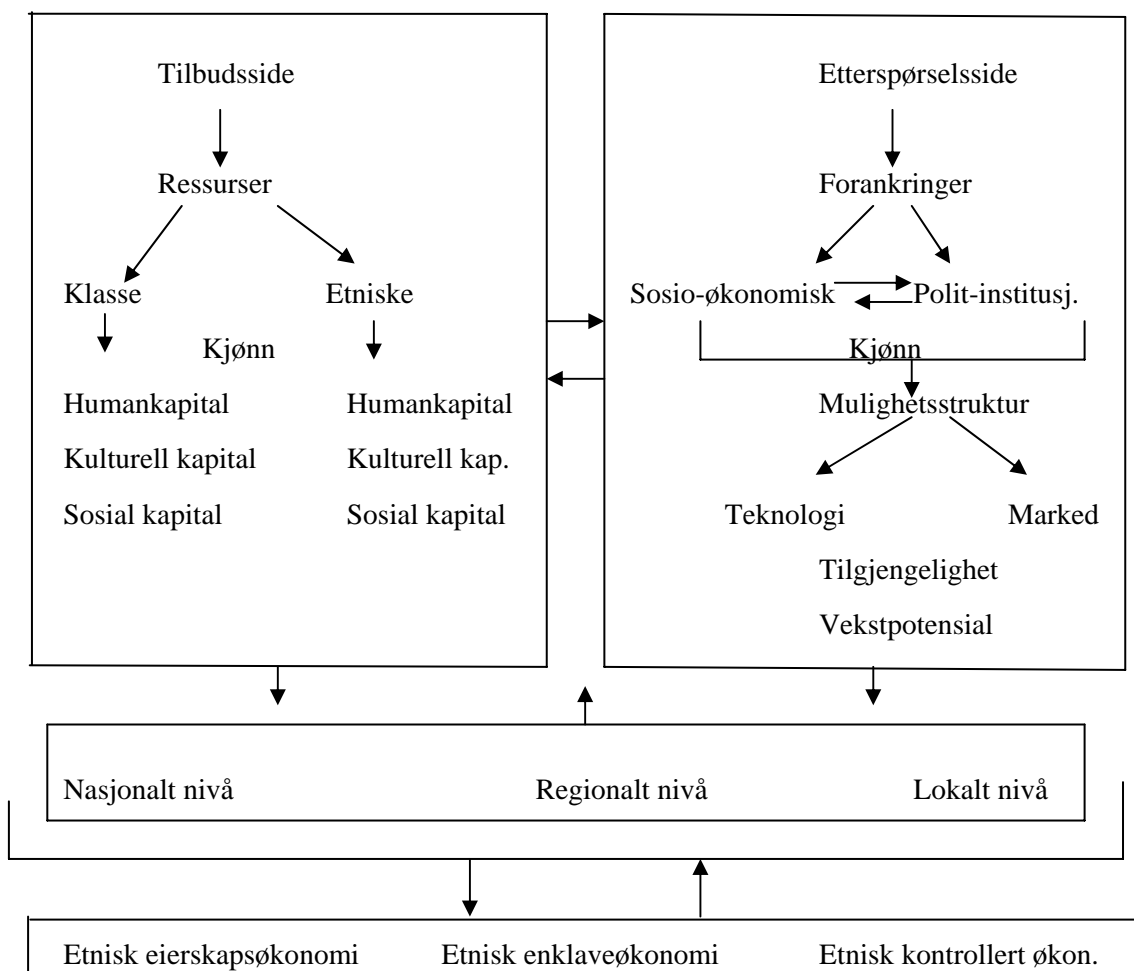 Tilbudsside
Ressurser
Klasse Etniske
Kjønn
Humankapital Humankapital
Kulturell kapital Kulturell kap.
Sosial kapital Sosial kapital
Etterspørselsside
Forankringer
Sosio-økonomisk Polit-institusj.
Kjønn
Mulighetsstruktur
Teknologi Marked
Tilgjengelighet
Vekstpotensial
Nasjonalt nivå Regionalt nivå Lokalt nivå
Etnisk eierskapsøkonomi Etnisk enklaveøkonomi Etnisk kontrollert økon.